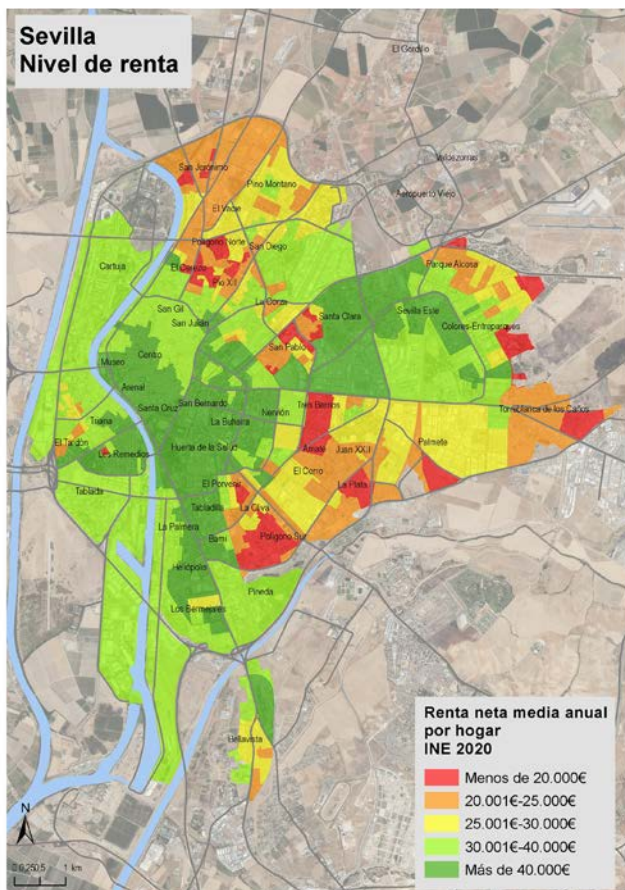 Sevilla
Nivel de renta
El Gordillo
Valdezorras
San Jerónimo
Pino Montano
Aeropuerto Viejo
El Vacie
Polígono Norte
San Diego
Cartuja
El Cerezo
Pío XII
Parque Alcosa
San Gil
La Corza
San Julián
Santa Clara
Sevilla Este
Colores-Entreparques
Museo
Centro
San Pablo
Arenal
Santa Cruz
San Bernardo
Nervión
Tres Barrios
Torreblanca de los Caños
Triana
La Buhaira
El Tardón
Los Remedios
Huerta de la Salud
Amate
Juan XXIII
Palmete
El Cerro
Tablada
El Porvenir
La Plata
Tabladilla
La Oliva
La Palmera
Bami
Polígono Sur
Heliópolis
Pineda
Los Bermejales
Bellavista
Renta neta media anual
por hogar
INE 2020
Menos de 20.000€
20.001€-25.000€
25.001€-30.000€
30.001€-40.000€
Más de 40.000€
N
0 0,250,5 1 km